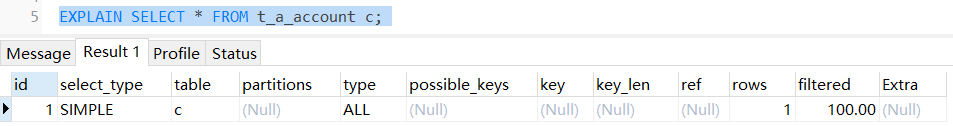 5 EXPLAIN SELECT * FROM t_a_account c;
Message Result 1 Profile Status
id select_type table partitions type possible_keys key key_len ref rows filtered Extra
1 SIMPLE c (Null) ALL (Null) (Null) (Null) (Null) 1 100.00 (Null)